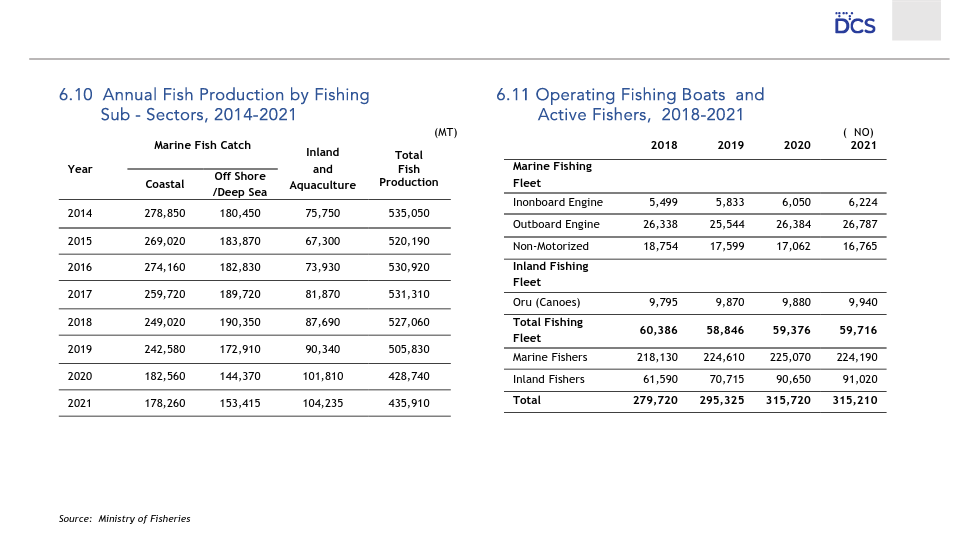 DCS
6.10 Annual Fish Production by Fishing
Sub - Sectors, 2014-2021
(MT)
Year Marine Fish Catch Inland and Aquaculture Total Fish Production
Coastal Off Shore /Deep Sea
2014 278,850 180,450 75,750 535,050
2015 269,020 183,870 67,300 520,190
2016 274,160 182,830 73,930 530,920
2017 259,720 189,720 81,870 531,310
2018 249,020 190,350 87,690 527,060
2019 242,580 172,910 90,340 505,830
2020 182,560 144,370 101,810 428,740
2021 178,260 153,415 104,235 435,910
6.11 Operating Fishing Boats and
Active Fishers, 2018-2021
( NO)
2018 2019 2020 2021
Marine Fishing
Fleet
Inonboard Engine 5,499 5,833 6,050 6,224
Outboard Engine 26,338 25,544 26,384 26,787
Non-Motorized 18,754 17,599 17,062 16,765
Inland Fishing
Fleet
Oru (Canoes) 9,795 9,870 9,880 9,940
Total Fishing
Fleet 60,386 58,846 59,376 59,716
Marine Fishers 218,130 224,610 225,070 224,190
Inland Fishers 61,590 70,715 90,650 91,020
Total 279,720 295,325 315,720 315,210
Source: Ministry of Fisheries